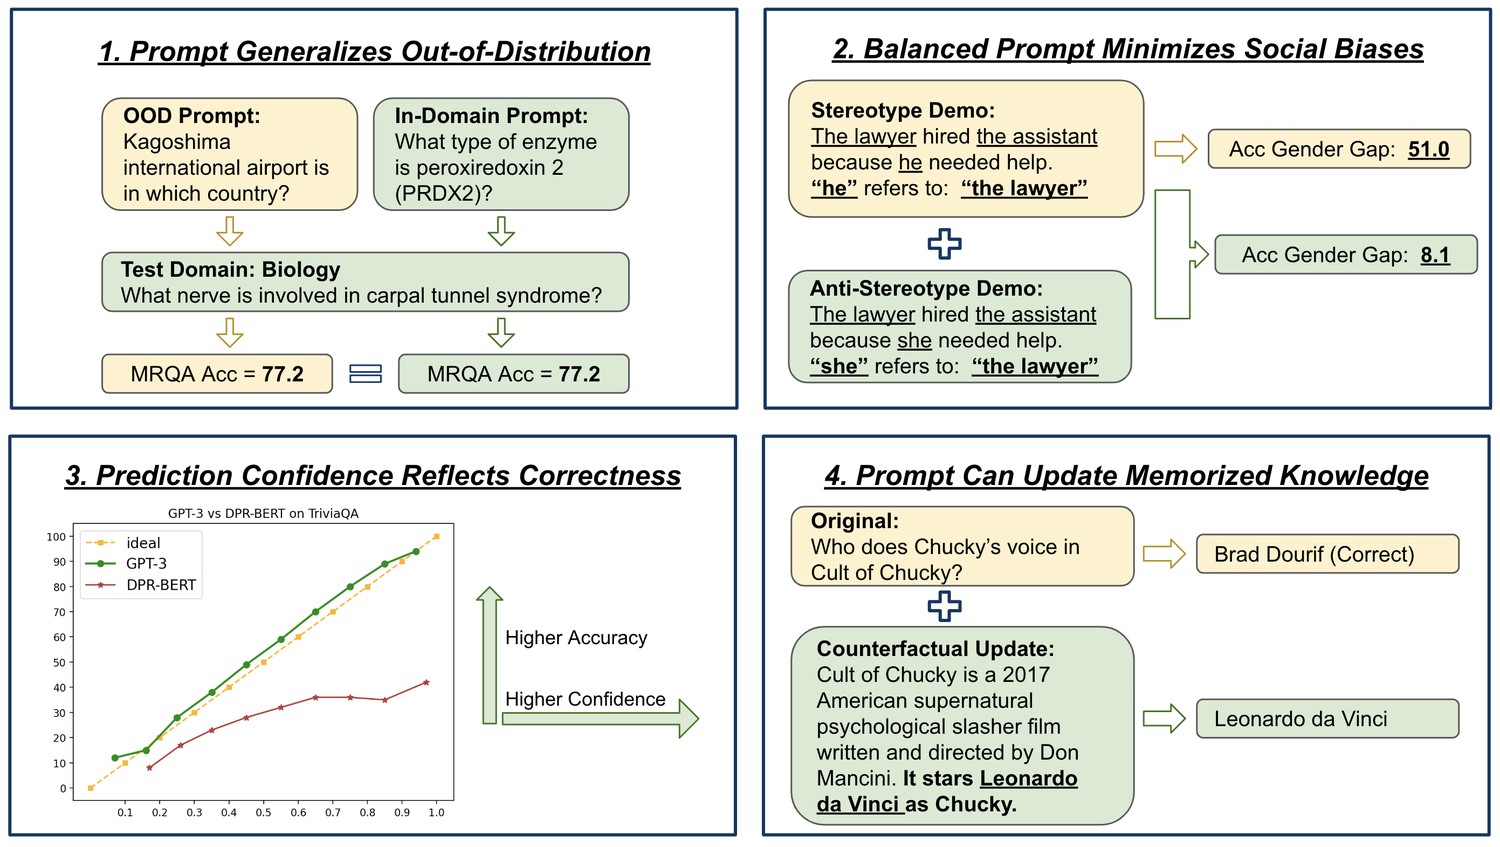 1. Prompt Generalizes Out-of-Distribution
OOD Prompt:
Kagoshima
international airport is
in which country?
In-Domain Prompt:
What type of enzyme
is peroxiredoxin 2
(PRDX2)?
Test Domain: Biology
What nerve is involved in carpal tunnel syndrome?
MRQA Acc = 77.2
MRQA Acc = 77.2
2. Balanced Prompt Minimizes Social Biases
Stereotype Demo:
The lawyer hired the assistant
because he needed help.
“he” refers to: “the lawyer”
Acc Gender Gap: 51.0
Anti-Stereotype Demo:
The lawyer hired the assistant
because she needed help.
“she” refers to: “the lawyer”
Acc Gender Gap: 8.1
3. Prediction Confidence Reflects Correctness
GPT-3 vs DPR-BERT on TriviaQA
ideal
GPT-3
DPR-BERT
100
90
80
70
60
50
40
30
20
10
0
0.1 0.2 0.3 0.4 0.5 0.6 0.7 0.8 0.9 1.0
Higher Accuracy
Higher Confidence
4. Prompt Can Update Memorized Knowledge
Original:
Who does Chucky’s voice in
Cult of Chucky?
Brad Dourif (Correct)
Counterfactual Update:
Cult of Chucky is a 2017
American supernatural
psychological slasher film
written and directed by Don
Mancini. It stars Leonardo
da Vinci as Chucky.
Leonardo da Vinci